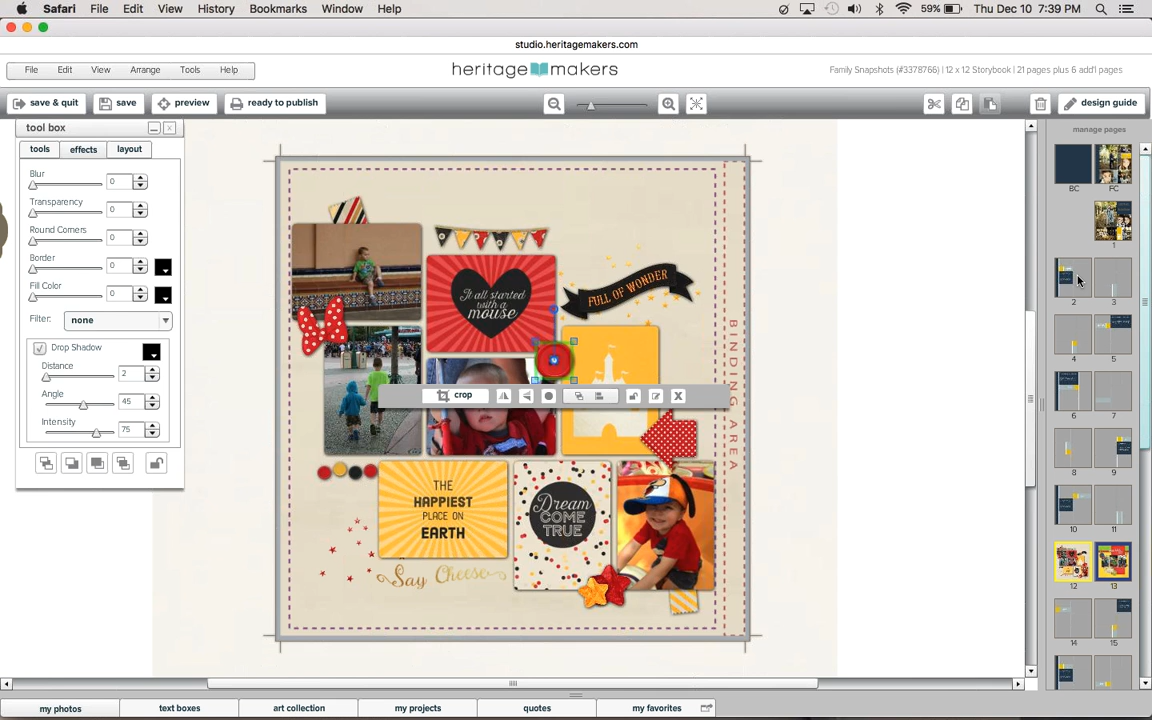 Safari File Edit View History Bookmarks Window Help 59% Thu Dec 10 7:39 PM
studio.heritagemakers.com
File Edit View Arrange Tools Help heritage makers Family Snapshots (#3378766) | 12 x 12 Storybook | 21 pages plus 6 add'l pages
save & quit save preview ready to publish design guide
tool box
tools effects layout
Blur 0
Transparency 0
Round Corners 0
Border 0
Fill Color 0
Filter: none
Drop Shadow
Distance 2
Angle 45
Intensity 75
It all started
with a
mouse
FULL OF WONDER
BINDING AREA
crop
THE
HAPPIEST
PLACE ON
EARTH
Dream
COME
TRUE
Say Cheese
manage pages
BC FC
1
2 3
4 5
6 7
8 9
10 11
12 13
14 15
my photos text boxes art collection my projects quotes my favorites